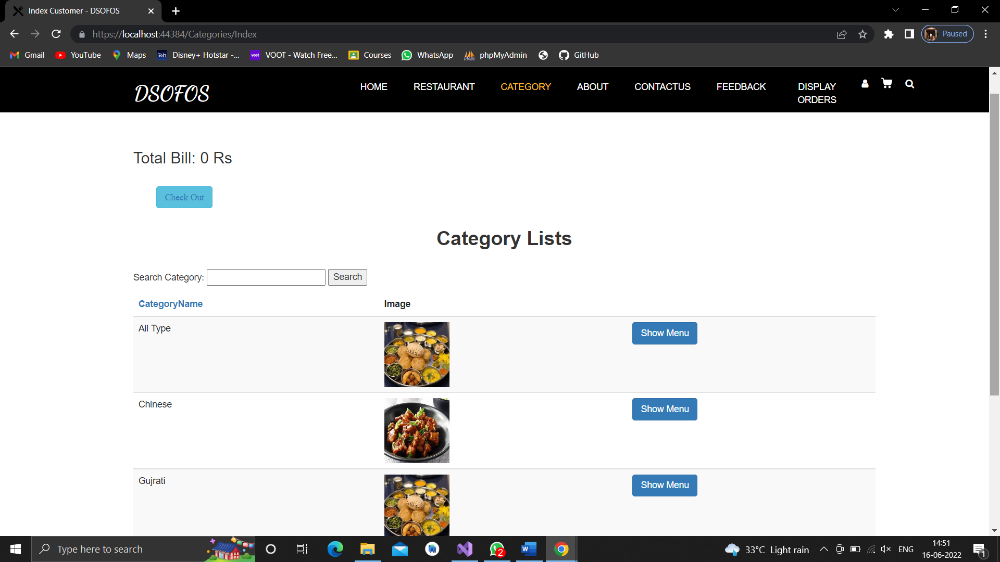 Index Customer - DSOFOS
https://localhost:44384/Categories/Index
Paused
Gmail
YouTube
Maps
Disney+ Hotstar -...
VOOT - Watch Free...
Courses
WhatsApp
phpMyAdmin
GitHub
DSOFOS
HOME
RESTAURANT
CATEGORY
ABOUT
CONTACTUS
FEEDBACK
DISPLAY
ORDERS
Total Bill: 0 Rs
Check Out
Category Lists
Search Category:
Search
CategoryName
Image
All Type
Show Menu
Chinese
Show Menu
Gujrati
Show Menu
Type here to search
2
33°C Light rain
ENG
14:51
16-06-2022
1